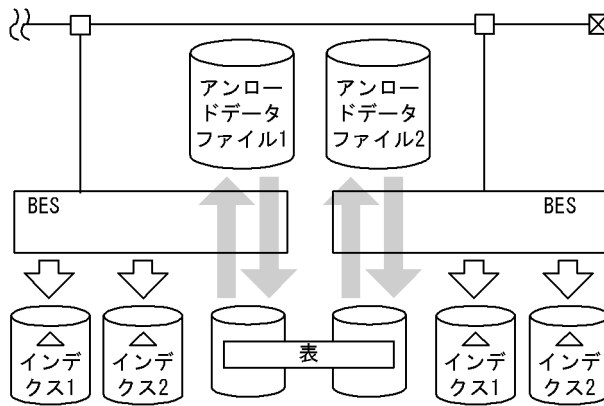 アンロー
ドデータ
ファイル1
アンロー
ドデータ
ファイル2
BES
BES
インデ
クス1
インデ
クス2
表
インデ
クス1
インデ
クス2